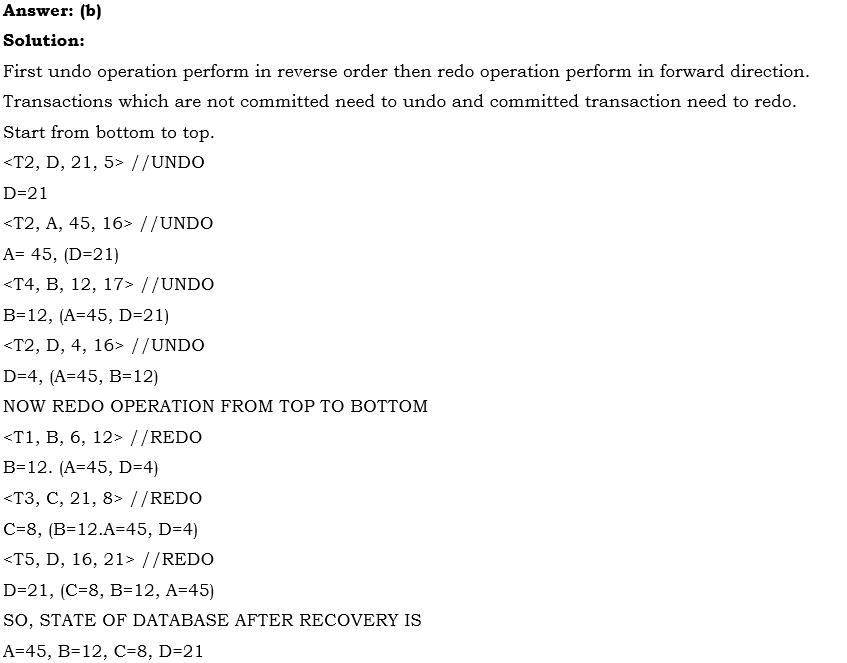 Answer: (b)
Solution:
First undo operation perform in reverse order then redo operation perform in forward direction.
Transactions which are not committed need to undo and committed transaction need to redo.
Start from bottom to top.
<T2, D, 21, 5> //UNDO
D=21
<T2, A, 45, 16> //UNDO
A= 45, (D=21)
<T4, B, 12, 17> //UNDO
B=12, (A=45, D=21)
<T2, D, 4, 16> //UNDO
D=4, (A=45, B=12)
NOW REDO OPERATION FROM TOP TO BOTTOM
<T1, B, 6, 12> //REDO
B=12. (A=45, D=4)
<T3, C, 21, 8> //REDO
C=8, (B=12.A=45, D=4)
<T5, D, 16, 21> //REDO
D=21, (C=8, B=12, A=45)
SO, STATE OF DATABASE AFTER RECOVERY IS
A=45, B=12, C=8, D=21